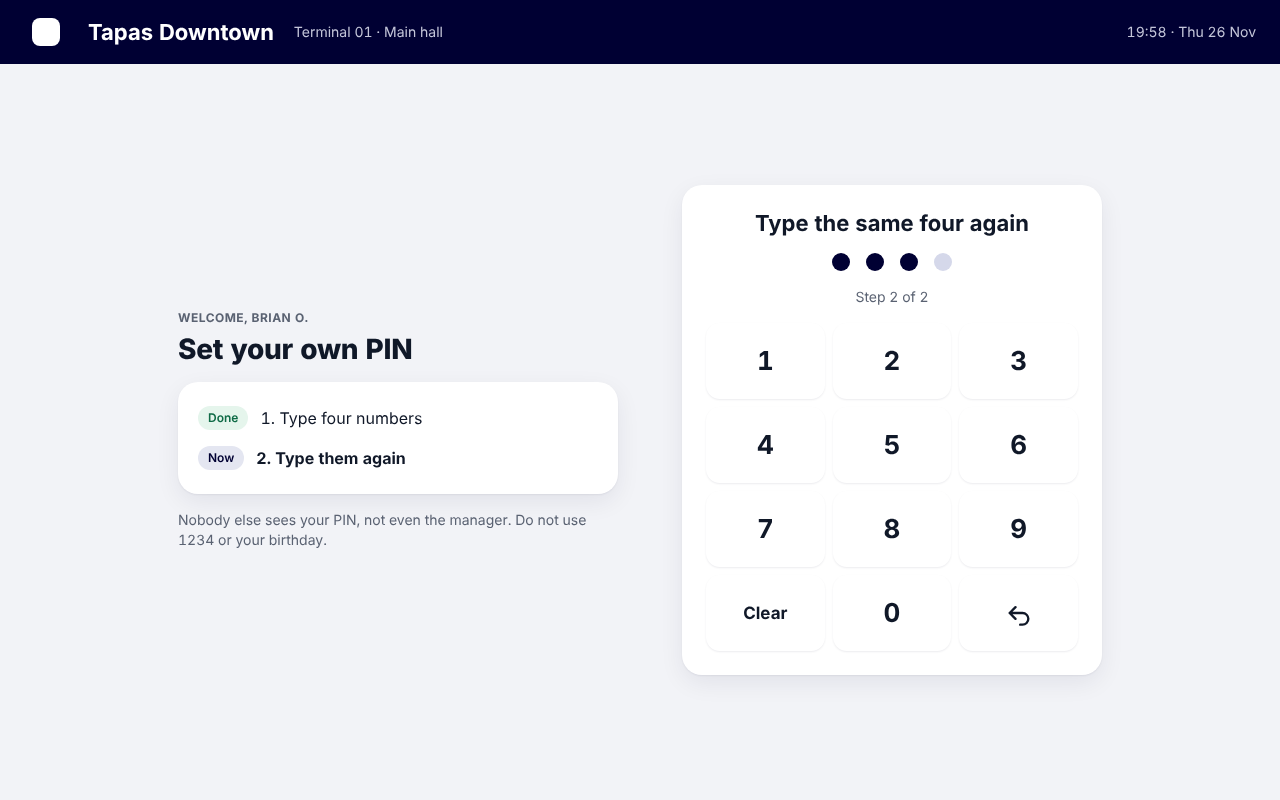 Tapas Downtown
Terminal 01 · Main hall
19:58 · Thu 26 Nov
WELCOME, BRIAN O.
Set your own PIN
Done
1. Type four numbers
Now
2. Type them again
Nobody else sees your PIN, not even the manager. Do not use
1234 or your birthday.
Type the same four again
Step 2 of 2
1 2 3
4 5 6
7 8 9
Clear 0